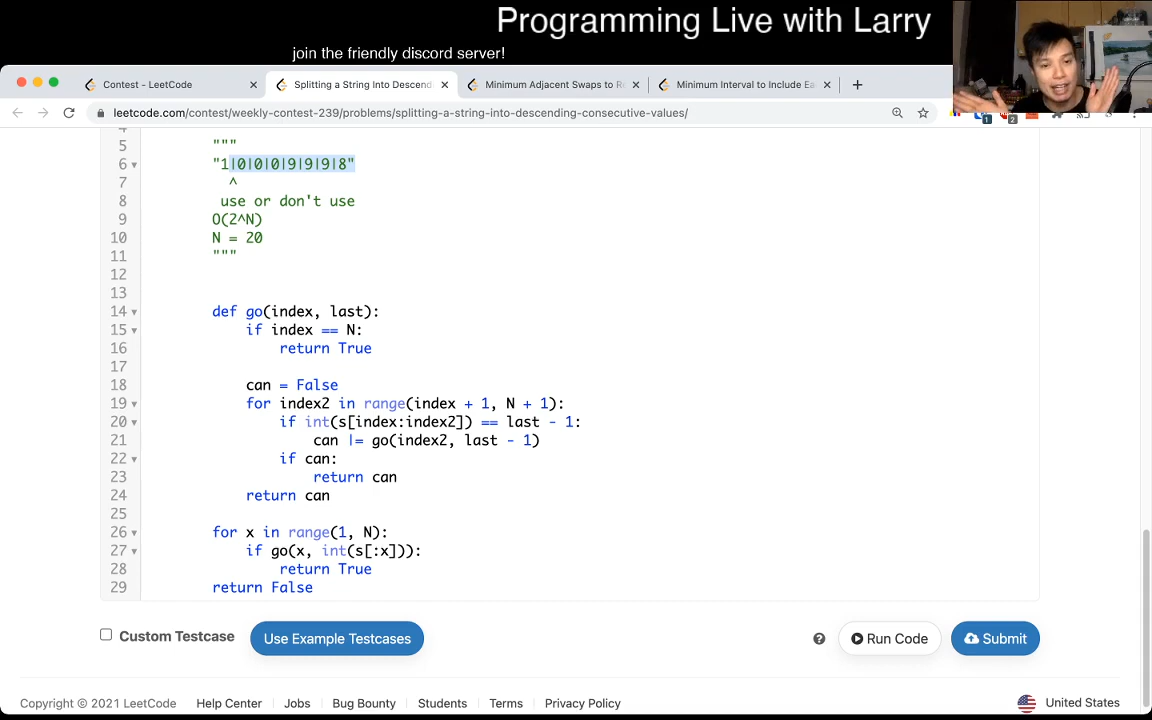 Programming Live with Larry
join the friendly discord server!
Contest - LeetCode
Splitting a String Into Descend
Minimum Adjacent Swaps to R
Minimum Interval to Include Ea
leetcode.com/contest/weekly-contest-239/problems/splitting-a-string-into-descending-consecutive-values/
4
5 """
6 "1|0|0|0|9|9|9|8"
7 ^
8 use or don't use
9 O(2^N)
10 N = 20
11 """
12
13
14 def go(index, last):
15 if index == N:
16 return True
17
18 can = False
19 for index2 in range(index + 1, N + 1):
20 if int(s[index:index2]) == last - 1:
21 can |= go(index2, last - 1)
22 if can:
23 return can
24 return can
25
26 for x in range(1, N):
27 if go(x, int(s[:x])):
28 return True
29 return False
Custom Testcase
Use Example Testcases
Run Code
Submit
Copyright © 2021 LeetCode
Help Center
Jobs
Bug Bounty
Students
Terms
Privacy Policy
United States